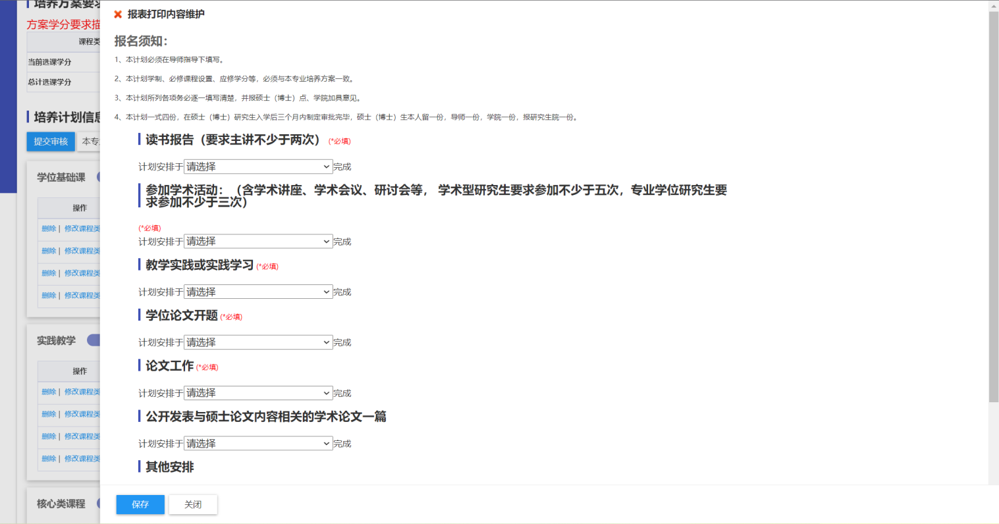 培养方案要求
方案学分要求描
课程类
当前选课学分
总计选课学分
培养计划信息
提交审核
本专
学位基础课
操作
删除 | 修改课程类
删除 | 修改课程类
删除 | 修改课程类
删除 | 修改课程类
实践教学
操作
删除 | 修改课程类
删除 | 修改课程类
删除 | 修改课程类
删除 | 修改课程类
核心类课程
报表打印内容维护
报名须知：
1、本计划必须在导师指导下填写。
2、本计划学制、必修课程设置、应修学分等，必须与本专业培养方案一致。
3、本计划所列各项务必逐一填写清楚，并报硕士（博士）点、学院加具意见。
4、本计划一式四份，在硕士（博士）研究生入学后三个月内制定审批完毕，硕士（博士）生本人留一份，导师一份，学院一份，报研究生院一份。
读书报告（要求主讲不少于两次） (*必填)
计划安排于 请选择 完成
参加学术活动：（含学术讲座、学术会议、研讨会等， 学术型研究生要求参加不少于五次，专业学位研究生要
求参加不少于三次）
(*必填)
计划安排于 请选择 完成
教学实践或实践学习 (*必填)
计划安排于 请选择 完成
学位论文开题 (*必填)
计划安排于 请选择 完成
论文工作 (*必填)
计划安排于 请选择 完成
公开发表与硕士论文内容相关的学术论文一篇
计划安排于 请选择 完成
其他安排
保存
关闭